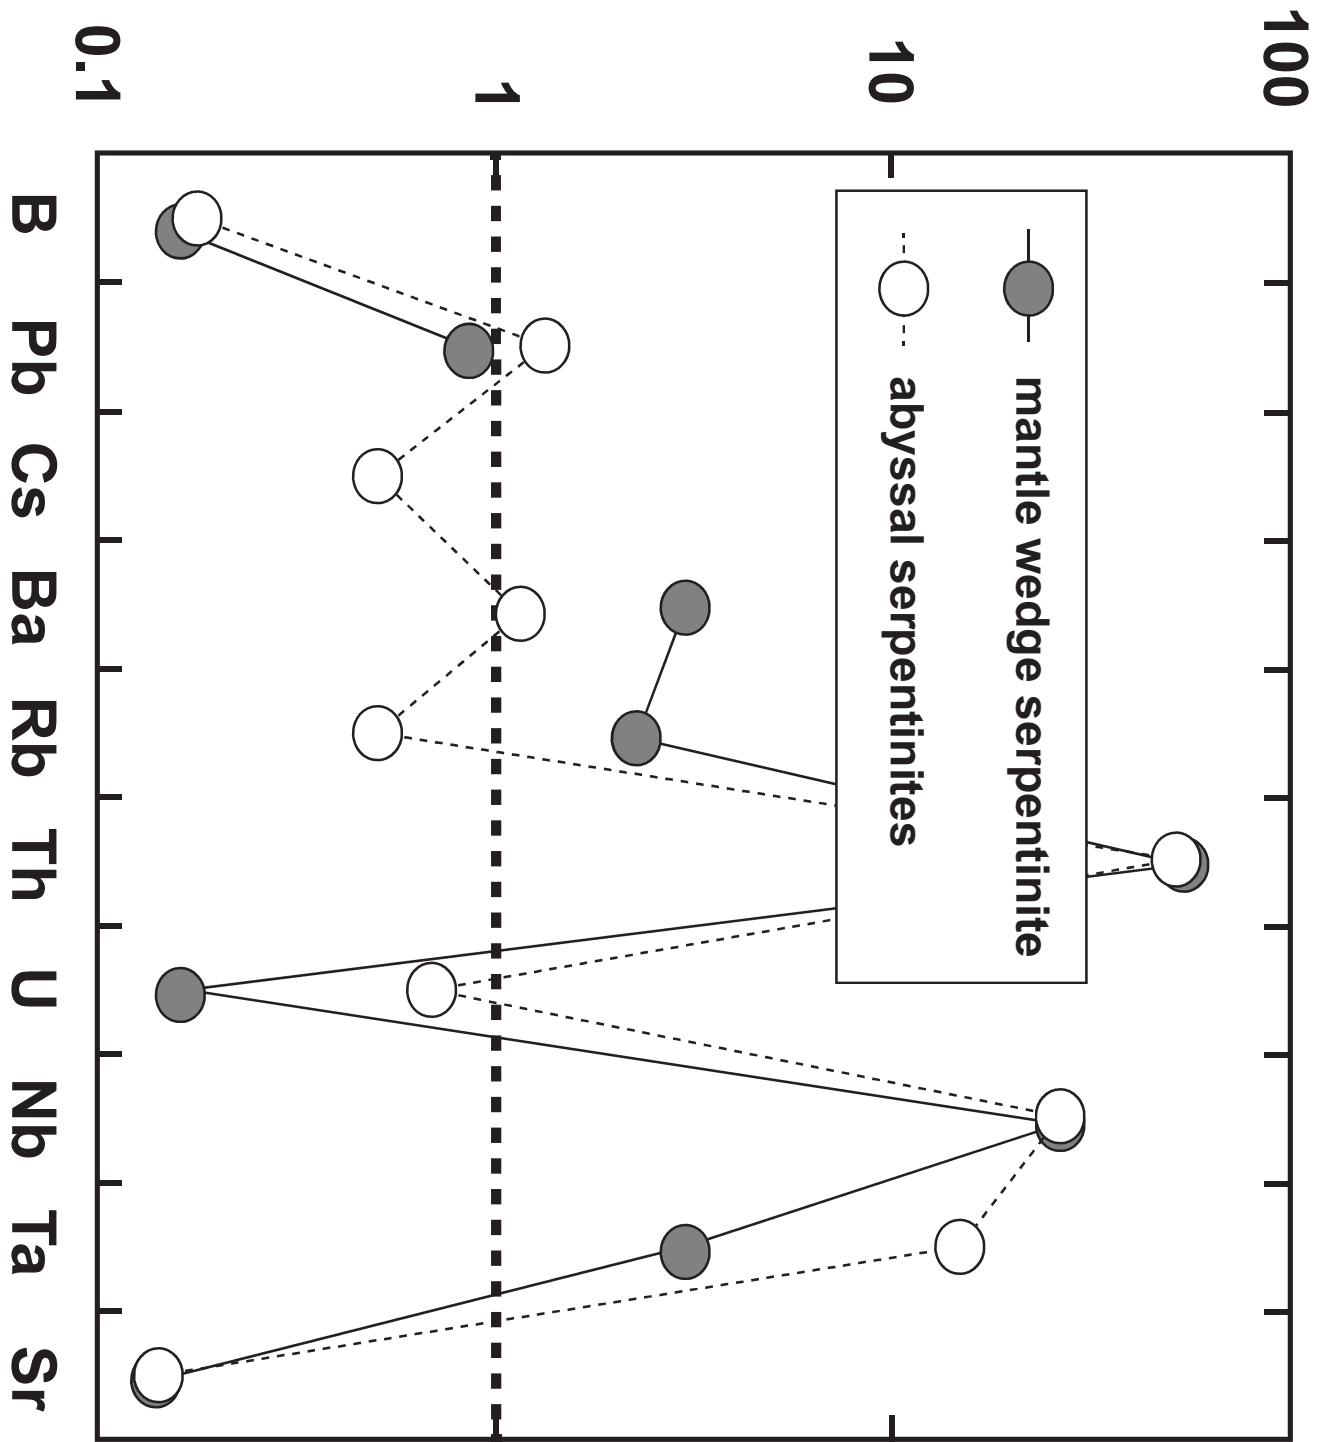 100
10
1
0.1
mantle wedge serpentinite
abyssal serpentinites
B Pb Cs Ba Rb Th U Nb Ta Sr